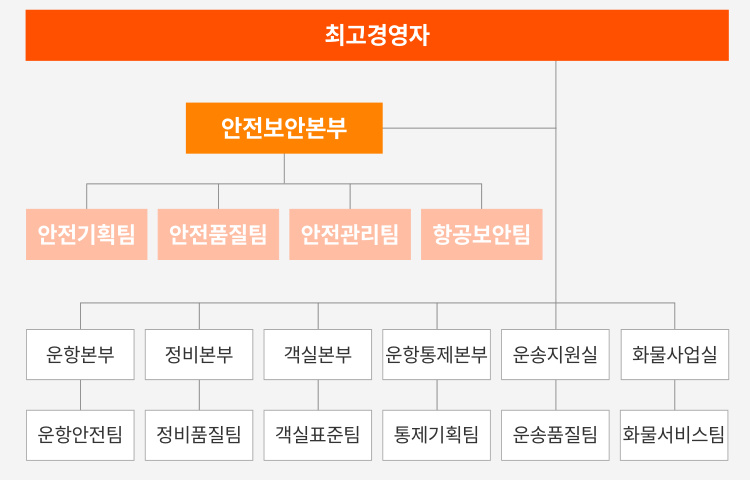 최고경영자
안전보안본부
안전기획팀
안전품질팀
안전관리팀
항공보안팀
운항본부
정비본부
객실본부
운항통제본부
운송지원실
화물사업실
운항안전팀
정비품질팀
객실표준팀
통제기획팀
운송품질팀
화물서비스팀